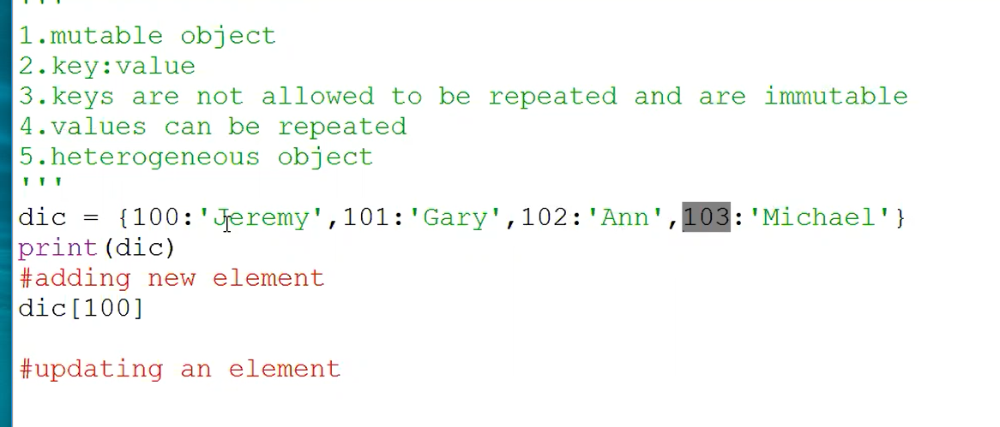 1.mutable object
2.key:value
3.keys are not allowed to be repeated and are immutable
4.values can be repeated
5.heterogeneous object
'''
dic = {100:'Jeremy',101:'Gary',102:'Ann',103:'Michael'}
print(dic)
#adding new element
dic[100]
#updating an element